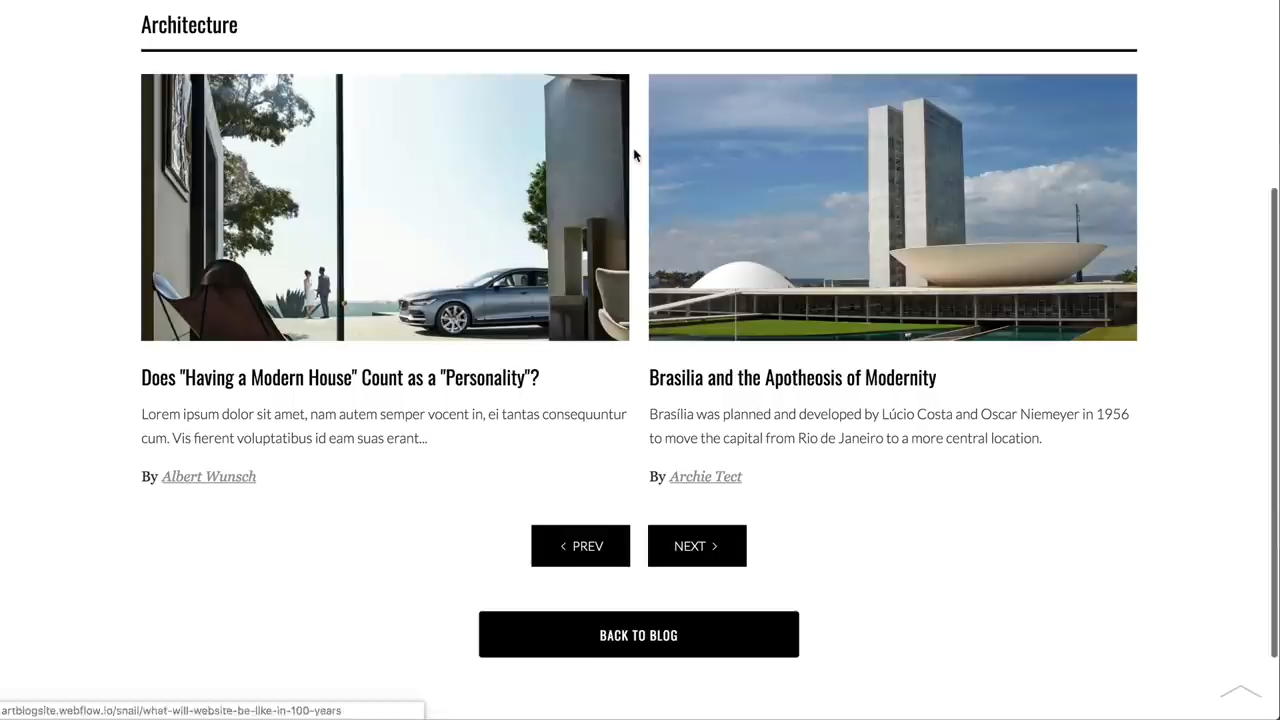 Architecture
Does "Having a Modern House" Count as a "Personality"?
Lorem ipsum dolor sit amet, nam autem semper vocent in, ei tantas consequuntur
cum. Vis fierent voluptatibus id eam suas erant...
By Albert Wunsch
Brasilia and the Apotheosis of Modernity
Brasília was planned and developed by Lúcio Costa and Oscar Niemeyer in 1956
to move the capital from Rio de Janeiro to a more central location.
By Archie Tect
< PREV
NEXT >
BACK TO BLOG
artblogsite.webflow.io/snail/what-will-website-be-like-in-100-years